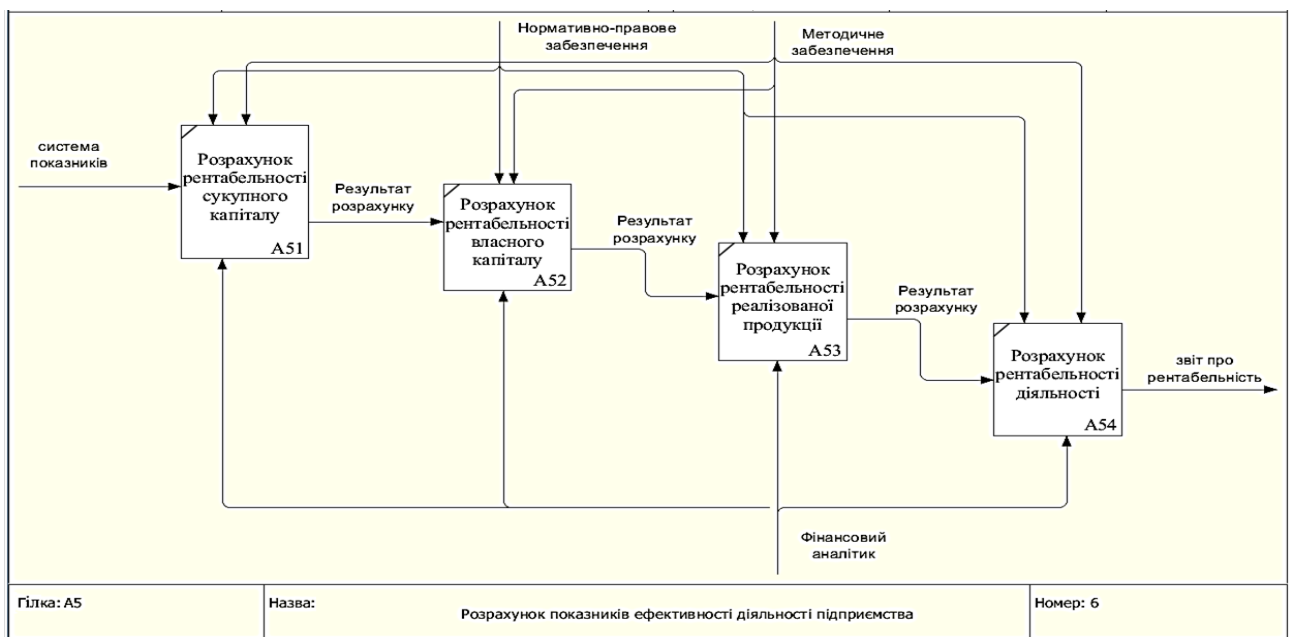 Нормативно-правове
забезпечення
Методичне
забезпечення
система
показників
Розрахунок
рентабельності
сукупного
капіталу
A51
Результат
розрахунку
Розрахунок
рентабельності
власного
капіталу
A52
Результат
розрахунку
Розрахунок
рентабельності
реалізованої
продукції
A53
Результат
розрахунку
Розрахунок
рентабельності
діяльності
A54
звіт про
рентабельність
Фінансовий
аналітик
Гілка: A5
Назва:
Розрахунок показників ефективності діяльності підприємства
Номер: 6